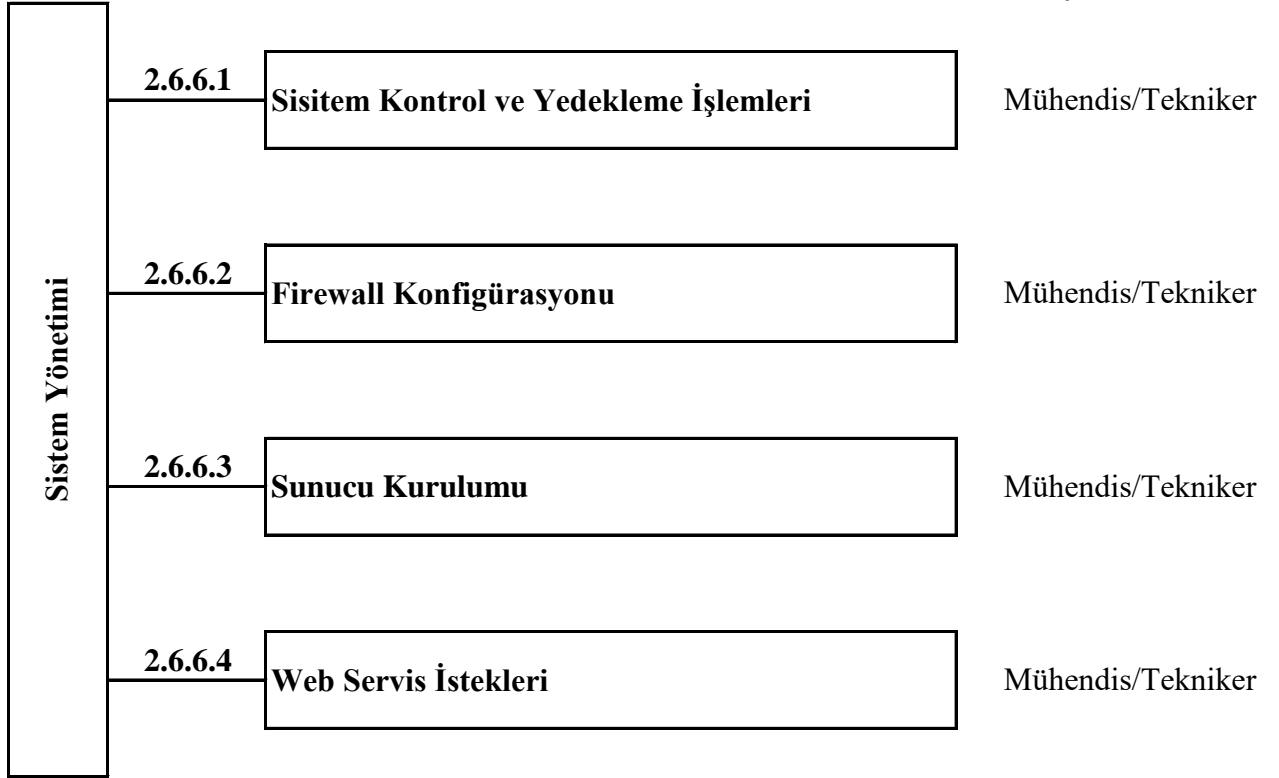 Sistem Yönetimi
2.6.6.1
Sisitem Kontrol ve Yedekleme İşlemleri
Mühendis/Tekniker
2.6.6.2
Firewall Konfigürasyonu
Mühendis/Tekniker
2.6.6.3
Sunucu Kurulumu
Mühendis/Tekniker
2.6.6.4
Web Servis İstekleri
Mühendis/Tekniker